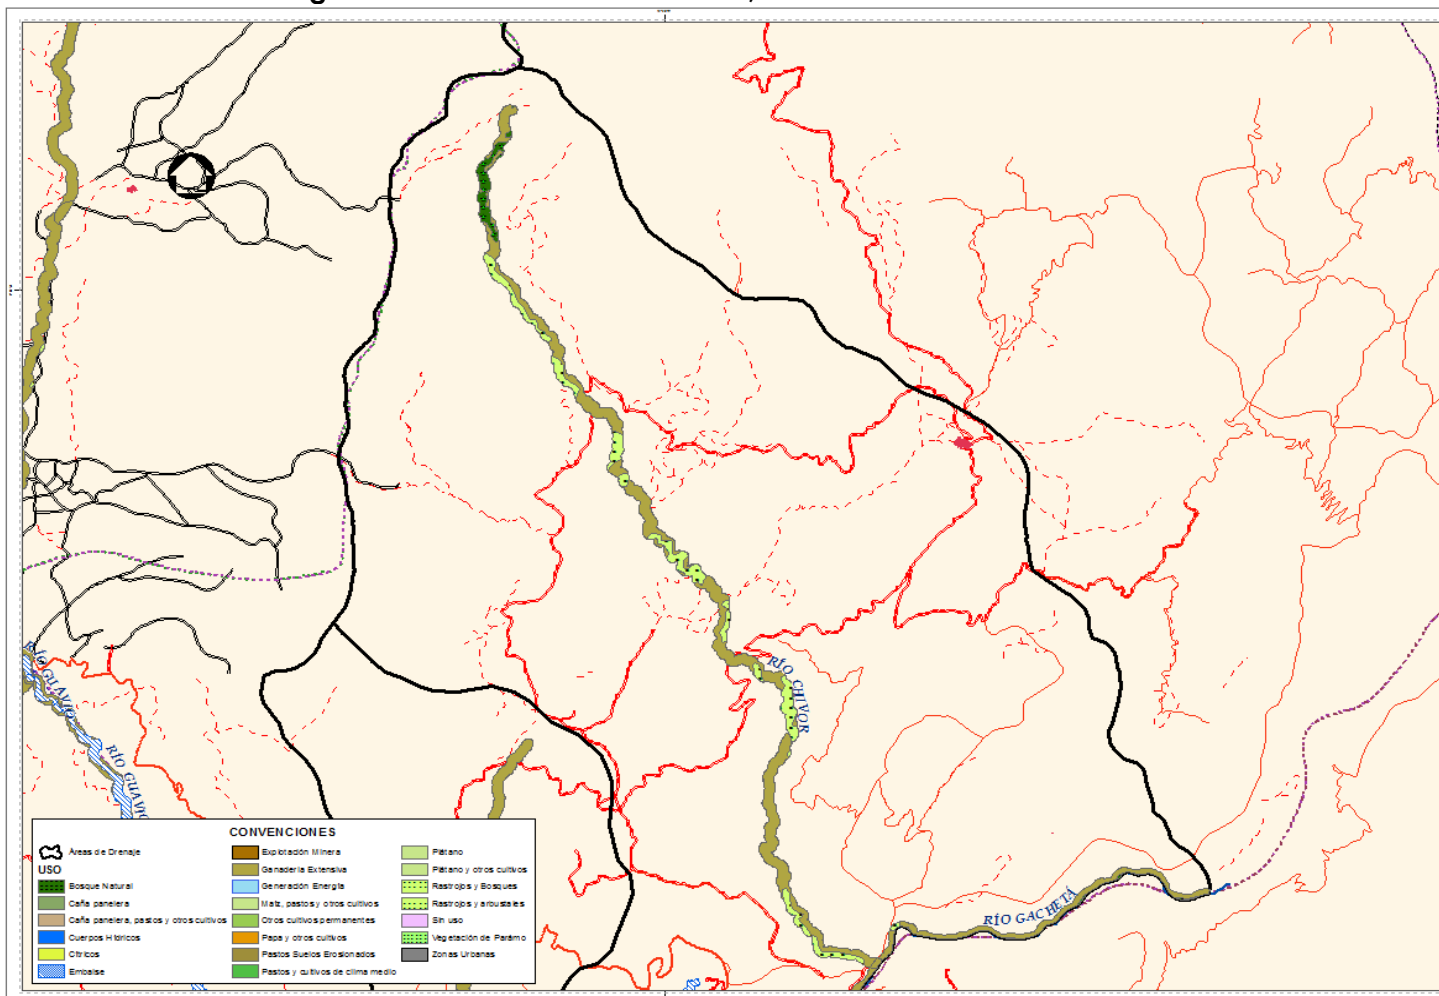 RÍO GUAVIO
RÍO GUAVIO
RÍO CHIVOR
RÍO GACHETÁ
CONVENCIONES
Áreas de Drenaje
USO
Bosque Natural
Caña panelera
Caña panelera, pastos y otros cultivos
Cuerpos Hídricos
Cítricos
Embalse
Explotación Minera
Ganadería Extensiva
Generación Energía
Maíz, pastos y otros cultivos
Otros cultivos permanentes
Papa y otros cultivos
Pastos Suelos Erosionados
Pastos y cultivos de clima medio
Plátano
Plátano y otros cultivos
Rastrojos y Bosques
Rastrojos y arbustales
Sin uso
Vegetación de Parámo
Zonas Urbanas